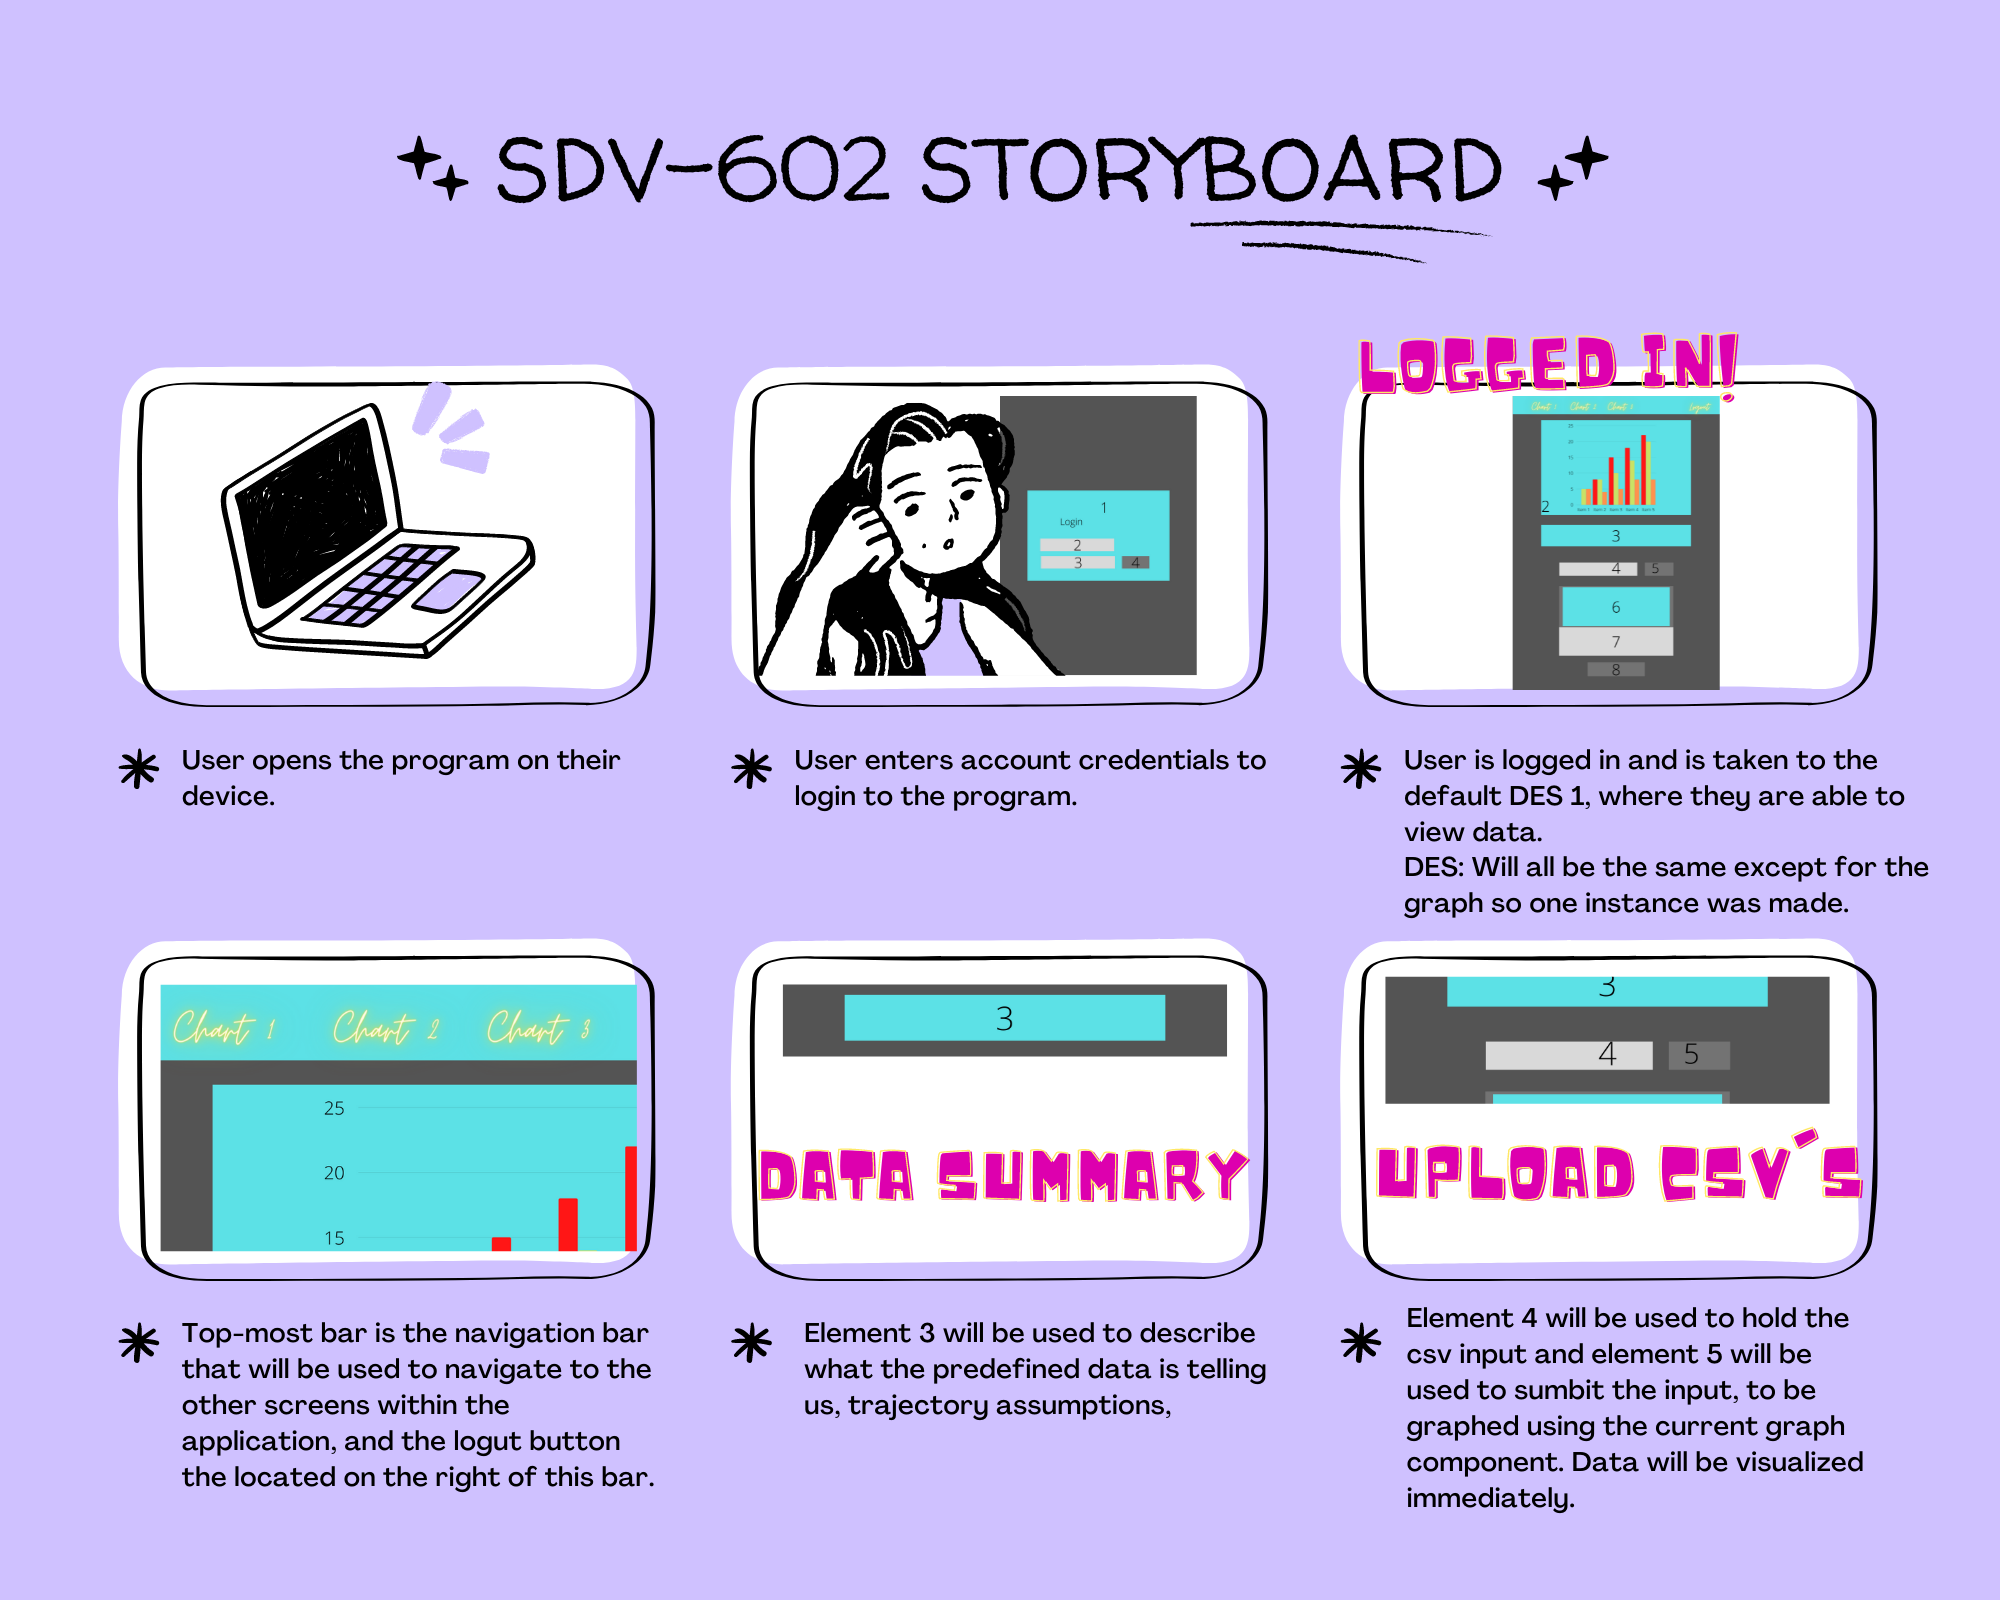 SDV-602 STORYBOARD
1
Login
2
3
4
LOGGED IN!
Chart 1 Chart 2 Chart 3 Logout
25
20
15
10
5
0
2
3
4 5
6
7
8
User opens the program on their
device.
User enters account credentials to
login to the program.
User is logged in and is taken to the
default DES 1, where they are able to
view data.
DES: Will all be the same except for the
graph so one instance was made.
Chart 1 Chart 2 Chart 3
25
20
15
3
DATA SUMMARY
3
4 5
UPLOAD CSV´S
Top-most bar is the navigation bar
that will be used to navigate to the
other screens within the
application, and the logut button
the located on the right of this bar.
Element 3 will be used to describe
what the predefined data is telling
us, trajectory assumptions,
Element 4 will be used to hold the
csv input and element 5 will be
used to sumbit the input, to be
graphed using the current graph
component. Data will be visualized
immediately.